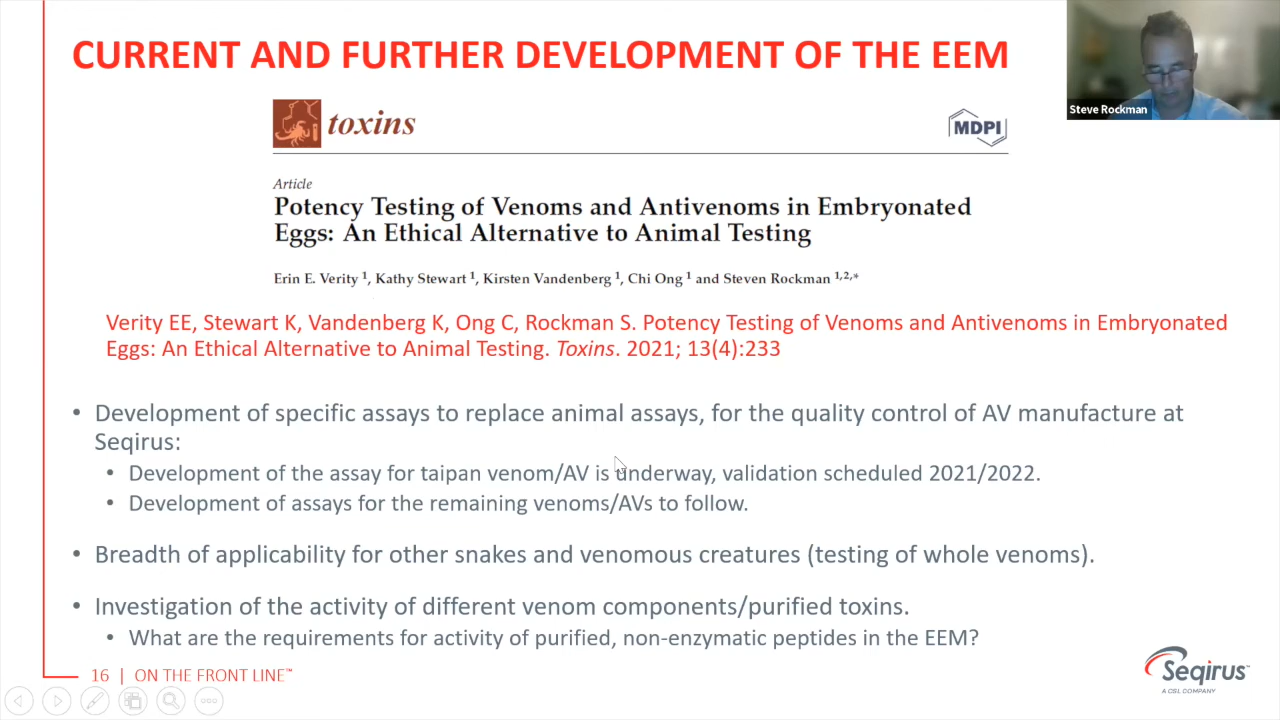 CURRENT AND FURTHER DEVELOPMENT OF THE EEM
Steve Rockman
toxins
MDPI
Article
Potency Testing of Venoms and Antivenoms in Embryonated
Eggs: An Ethical Alternative to Animal Testing
Erin E. Verity 1, Kathy Stewart 1, Kirsten Vandenberg 1, Chi Ong 1 and Steven Rockman 1,2,*
Verity EE, Stewart K, Vandenberg K, Ong C, Rockman S. Potency Testing of Venoms and Antivenoms in Embryonated
Eggs: An Ethical Alternative to Animal Testing. Toxins. 2021; 13(4):233
• Development of specific assays to replace animal assays, for the quality control of AV manufacture at
Seqirus:
• Development of the assay for taipan venom/AV is underway, validation scheduled 2021/2022.
• Development of assays for the remaining venoms/AVs to follow.
• Breadth of applicability for other snakes and venomous creatures (testing of whole venoms).
• Investigation of the activity of different venom components/purified toxins.
• What are the requirements for activity of purified, non-enzymatic peptides in the EEM?
16 | ON THE FRONT LINE™
Seqirus™
A CSL COMPANY